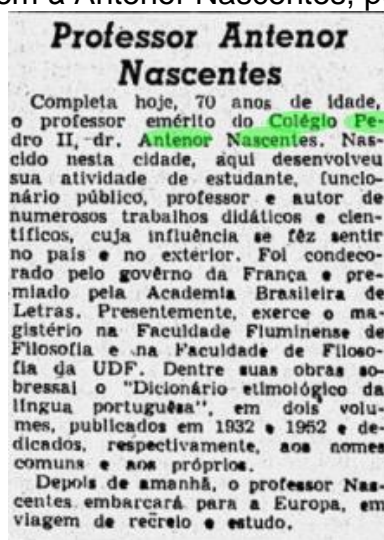 om a Antenor Nascentes, p
Professor Antenor
Nascentes
Completa hoje, 70 anos de idade,
o professor emérito do Colégio Pe-
dro II, dr. Antenor Nascentes. Nas-
cido nesta cidade, aqui desenvolveu
sua atividade de estudante, funcio-
nário público, professor e autor de
numerosos trabalhos didáticos e cien-
tíficos, cuja influência se fêz sentir
no país e no extérior. Foi condeco-
rado pelo govêrno da França e pre-
miado pela Academia Brasileira de
Letras. Presentemente, exerce o ma-
gistério na Faculdade Fluminense de
Filosofia e na Faculdade de Filoso-
fia da UDF. Dentre suas obras so-
bressai o "Dicionário etimológico da
língua portuguêsa", em dois volu-
mes, publicados em 1932 e 1952 e de-
dicados, respectivamente, aos nomes
comuns e aos próprios.
Depois de amanhã, o professor Nas-
centes embarcará para a Europa, em
viagem de recreio e estudo.